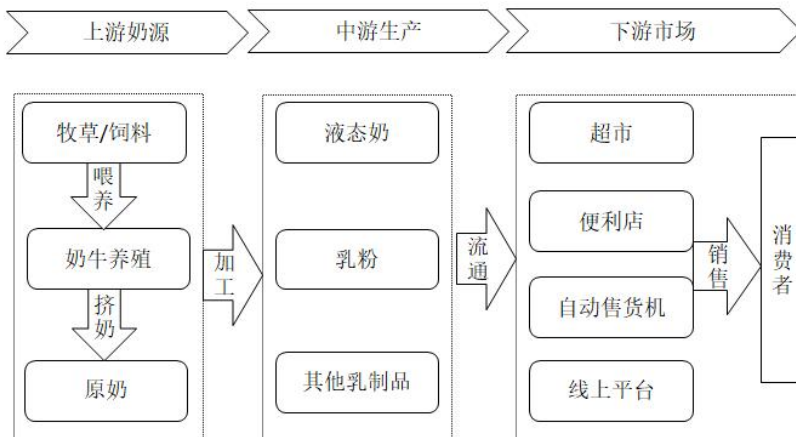 上游奶源
中游生产
下游市场
牧草/饲料
喂养
奶牛养殖
挤奶
原奶
加工
液态奶
乳粉
其他乳制品
流通
超市
便利店
自动售货机
线上平台
销售
消费者